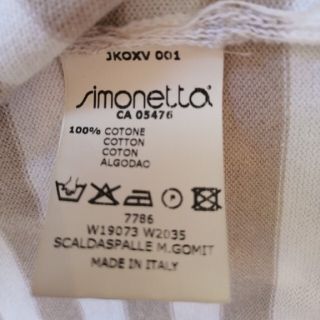 JKOXV 001
simonetta
CA 05476
100% COTONE
COTTON
COTON
ALGODAC
7786
W19073 W2035
SCALDASPALLE M.GOMIT
MADE IN ITALY